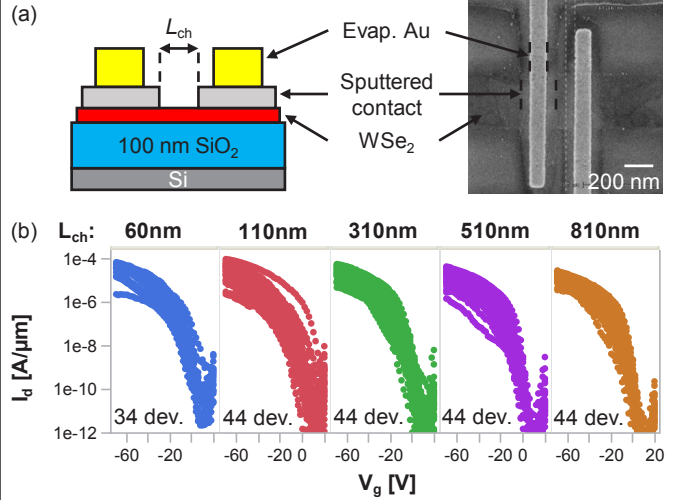 (a)
L_ch
Evap. Au
Sputtered
contact
WSe₂
100 nm SiO₂
Si
200 nm
(b)
L_ch: 60nm 110nm 310nm 510nm 810nm
I_d [A/µm]
1e-4
1e-6
1e-8
1e-10
1e-12
34 dev. 44 dev. 44 dev. 44 dev. 44 dev.
-60 -20 -60 -20 -60 -20 -60 -20 0 -60 -20 0 20
V_g [V]